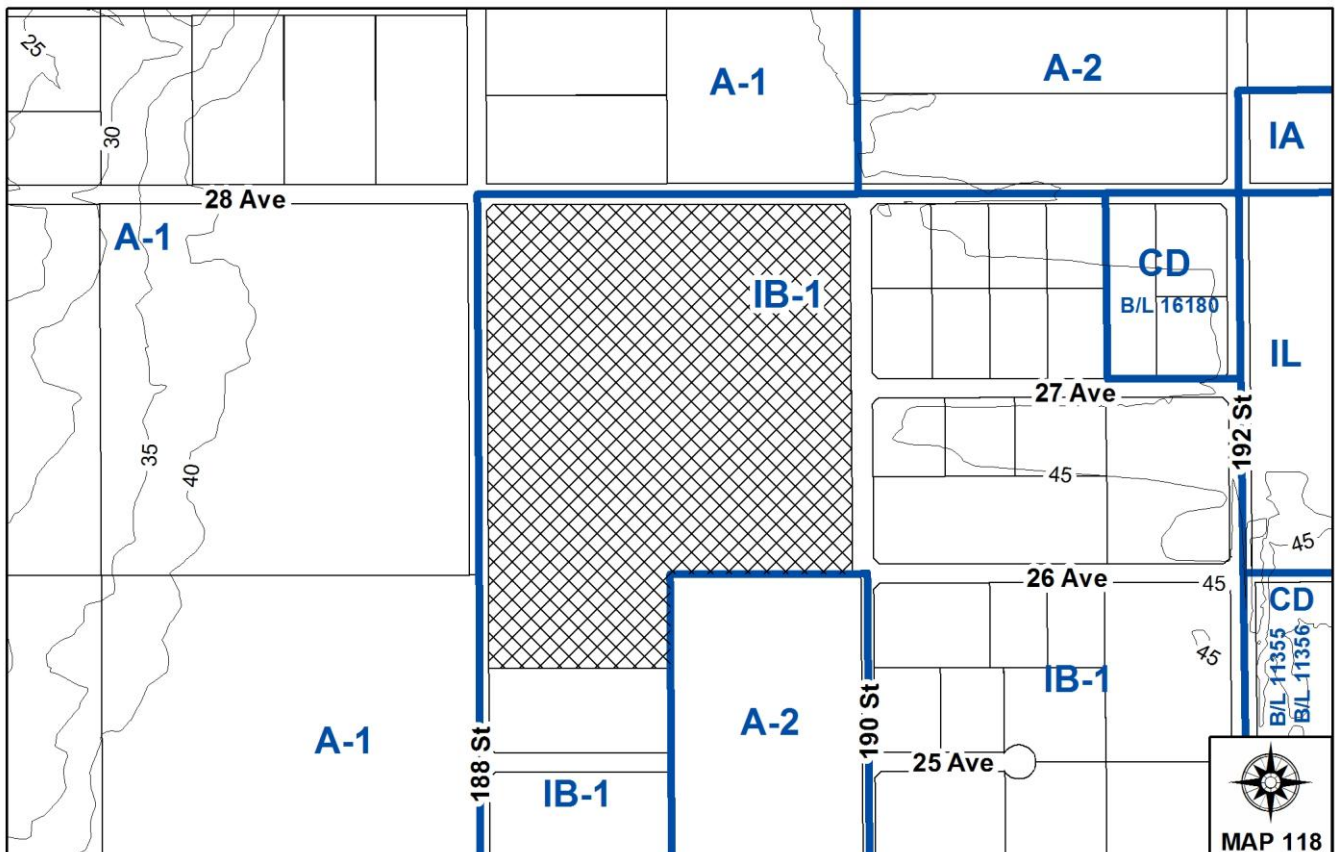 25
A-1
A-2
30
IA
28 Ave
A-1
IB-1
CD
B/L 16180
IL
27 Ave
35
40
192 St
45
45
26 Ave
45
CD
B/L 11355
B/L 11356
45
IB-1
A-1
188 St
A-2
190 St
25 Ave
IB-1
MAP 118